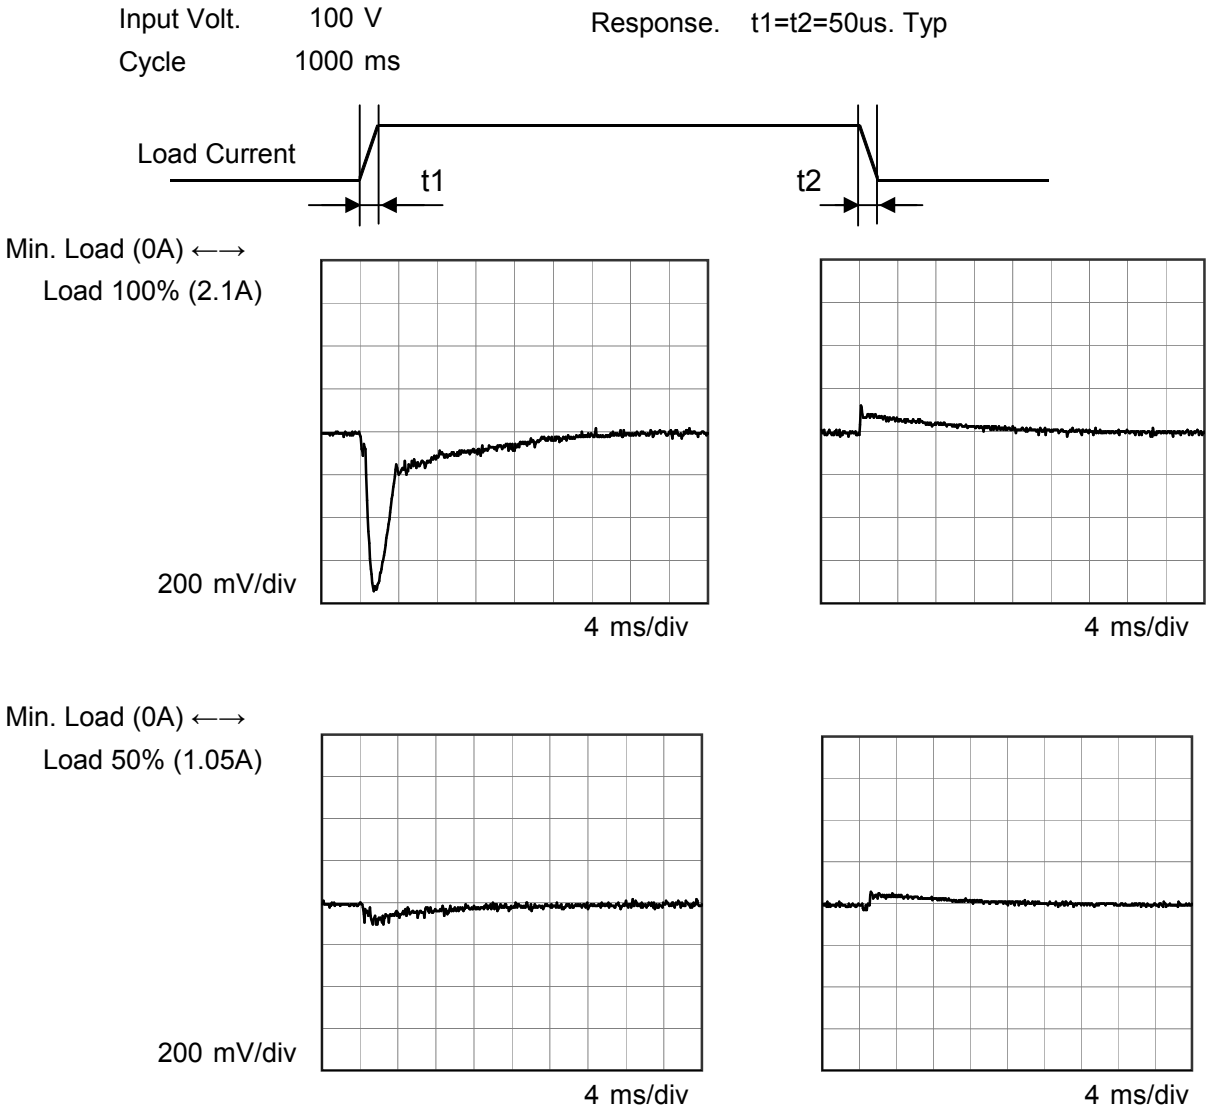 Input Volt. 100 V
Response. t1=t2=50us. Typ
Cycle 1000 ms
Load Current
t1
t2
Min. Load (0A) ←→
Load 100% (2.1A)
200 mV/div
4 ms/div
4 ms/div
Min. Load (0A) ←→
Load 50% (1.05A)
200 mV/div
4 ms/div
4 ms/div